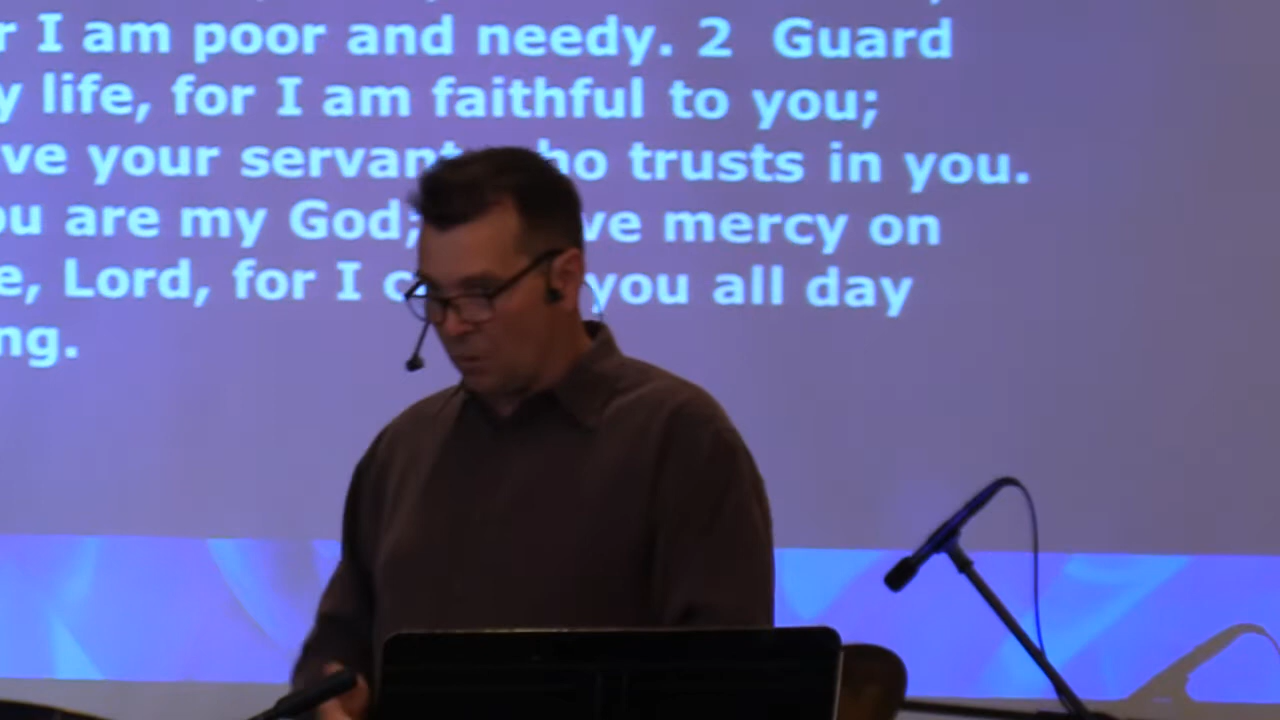 r I am poor and needy. 2 Guard
y life, for I am faithful to you;
ve your servant ho trusts in you.
ou are my God; ve mercy on
e, Lord, for I c you all day
ng.